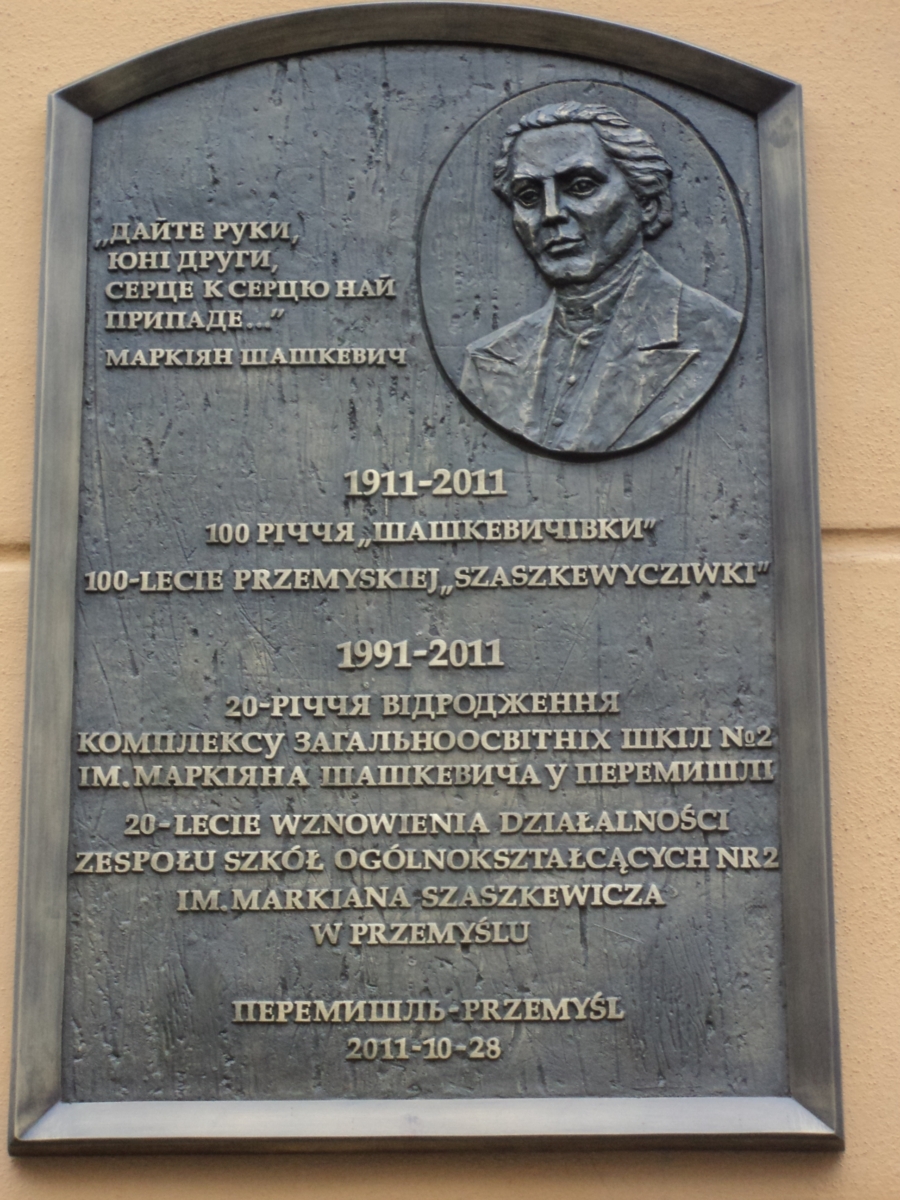 „ДАЙТЕ РУКИ,
ЮНІ ДРУГИ,
СЕРЦЕ К СЕРЦЮ НАЙ
ПРИПАДЕ..."
МАРКІЯН ШАШКЕВИЧ
1911-2011
100 РІЧЧЯ „ШАШКЕВИЧІВКИ"
100-LECIE PRZEMYSKIEJ „SZASZKEWYCZIWKI"
1991-2011
20-РІЧЧЯ ВІДРОДЖЕННЯ
КОМПЛЕКСУ ЗАГАЛЬНООСВІТНІХ ШКІЛ №2
ІМ. МАРКІЯНА ШАШКЕВИЧА У ПЕРЕМИШЛІ
20-LECIE WZNOWIENIA DZIAŁALNOŚCI
ZESPOŁU SZKÓŁ OGÓLNOKSZTAŁCĄCYCH NR2
IM. MARKIANA SZASZKEWICZA
W PRZEMYŚLU
ПЕРЕМИШЛЬ-PRZEMYŚL
2011-10-28